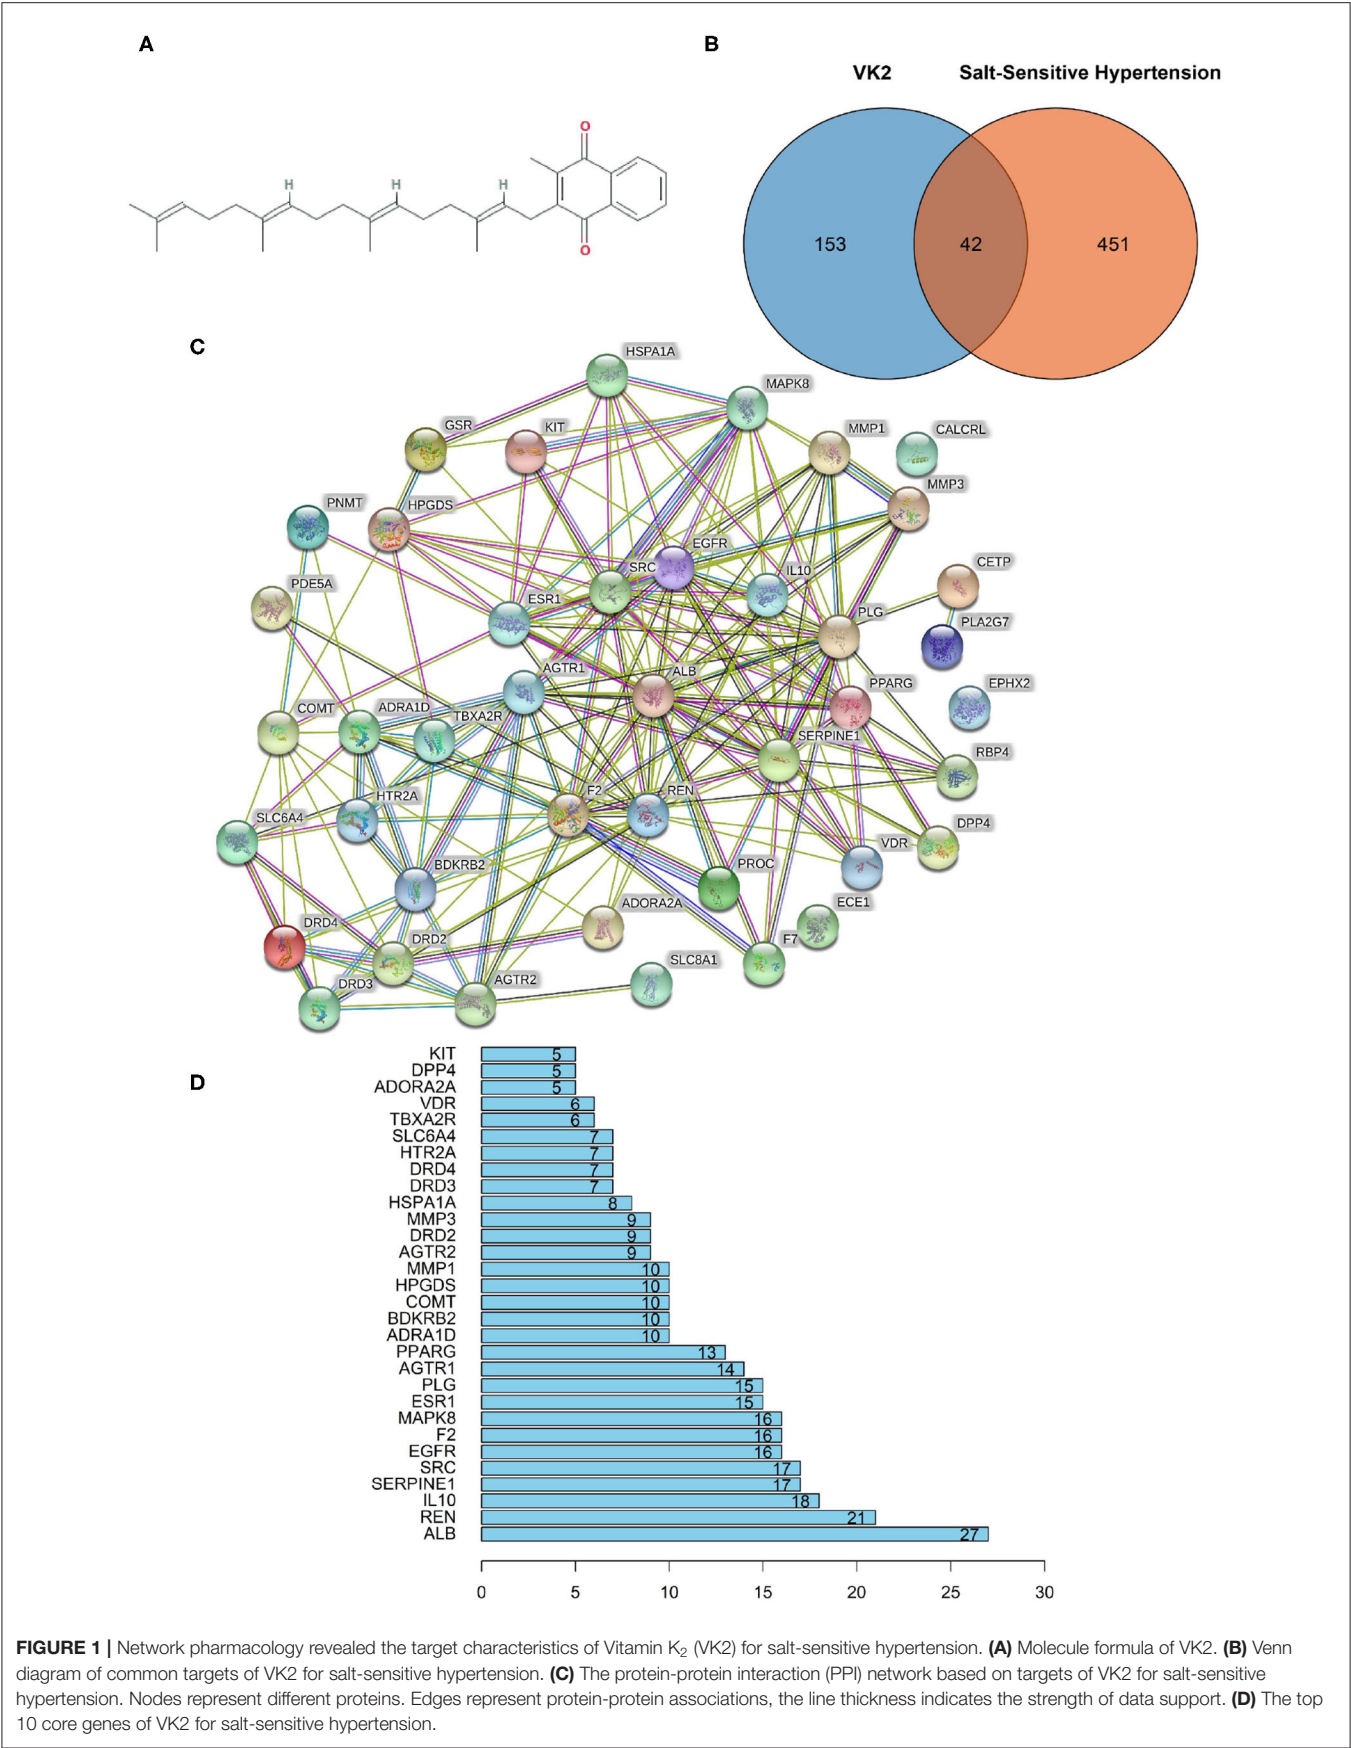 A
H
H
H
O
O
B
VK2
Salt-Sensitive Hypertension
153
42
451
C
HSPA1A
MAPK8
GSR
KIT
MMP1
CALCRL
MMP3
PNMT
HPGDS
EGFR
SRC
IL10
CETP
PDE5A
ESR1
PLG
PLA2G7
AGTR1
ALB
PPARG
EPHX2
COMT
ADRA1D
TBXA2R
SERPINE1
RBP4
HTR2A
F2
REN
SLC6A4
DPP4
VDR
BDKRB2
PROC
ECE1
ADORA2A
DRD4
DRD2
F7
SLC8A1
DRD3
AGTR2
D
KIT 5
DPP4 5
ADORA2A 5
VDR 6
TBXA2R 6
SLC6A4 7
HTR2A 7
DRD4 7
DRD3 7
HSPA1A 8
MMP3 9
DRD2 9
AGTR2 9
MMP1 10
HPGDS 10
COMT 10
BDKRB2 10
ADRA1D 10
PPARG 13
AGTR1 14
PLG 15
ESR1 15
MAPK8 16
F2 16
EGFR 16
SRC 17
SERPINE1 17
IL10 18
REN 21
ALB 27
0 5 10 15 20 25 30
FIGURE 1 | Network pharmacology revealed the target characteristics of Vitamin K2 (VK2) for salt-sensitive hypertension. (A) Molecule formula of VK2. (B) Venn
diagram of common targets of VK2 for salt-sensitive hypertension. (C) The protein-protein interaction (PPI) network based on targets of VK2 for salt-sensitive
hypertension. Nodes represent different proteins. Edges represent protein-protein associations, the line thickness indicates the strength of data support. (D) The top
10 core genes of VK2 for salt-sensitive hypertension.